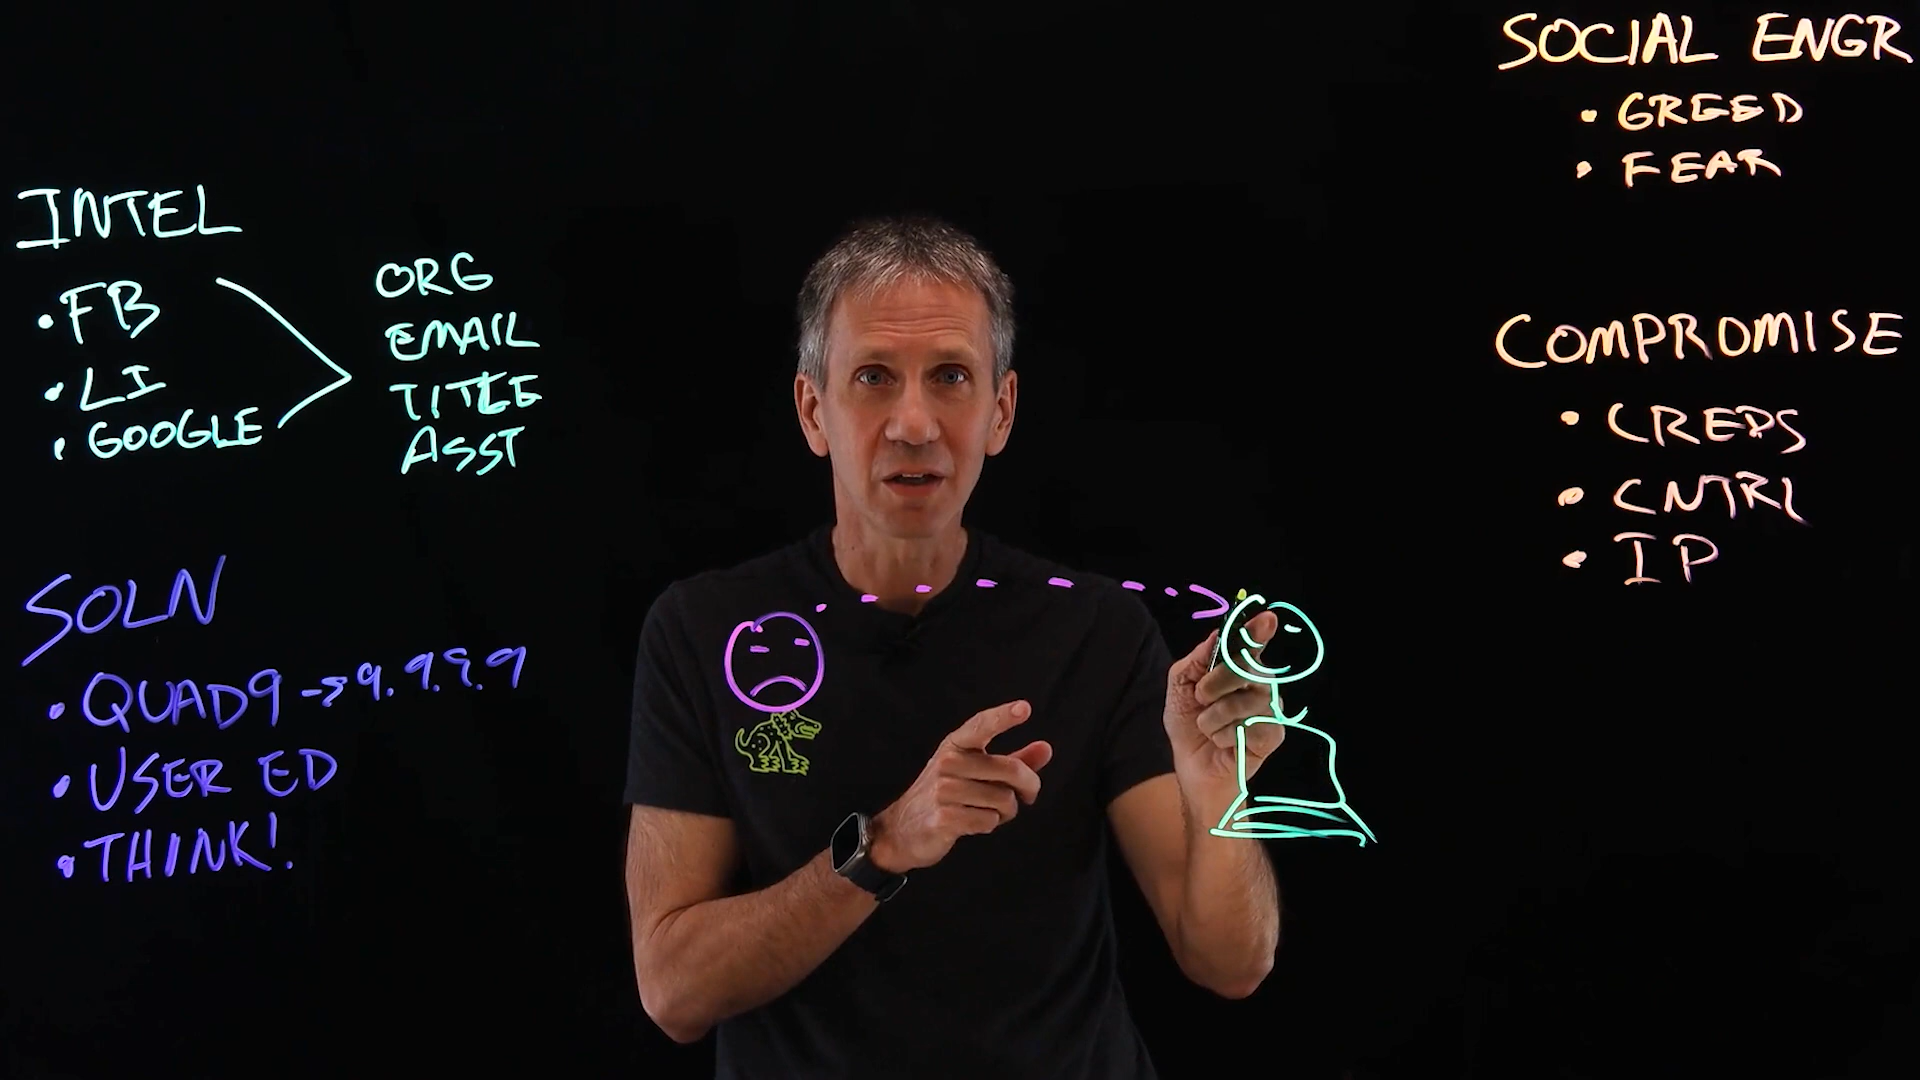 INTEL
• FB
• LI
• GOOGLE
ORG
EMAIL
TITLE
ASST
SOLN
• QUAD9 -> 9.9.9.9
• USER ED
• THINK!
SOCIAL ENGR
• GREED
• FEAR
COMPROMISE
• CREDS
• CNTRL
• IP